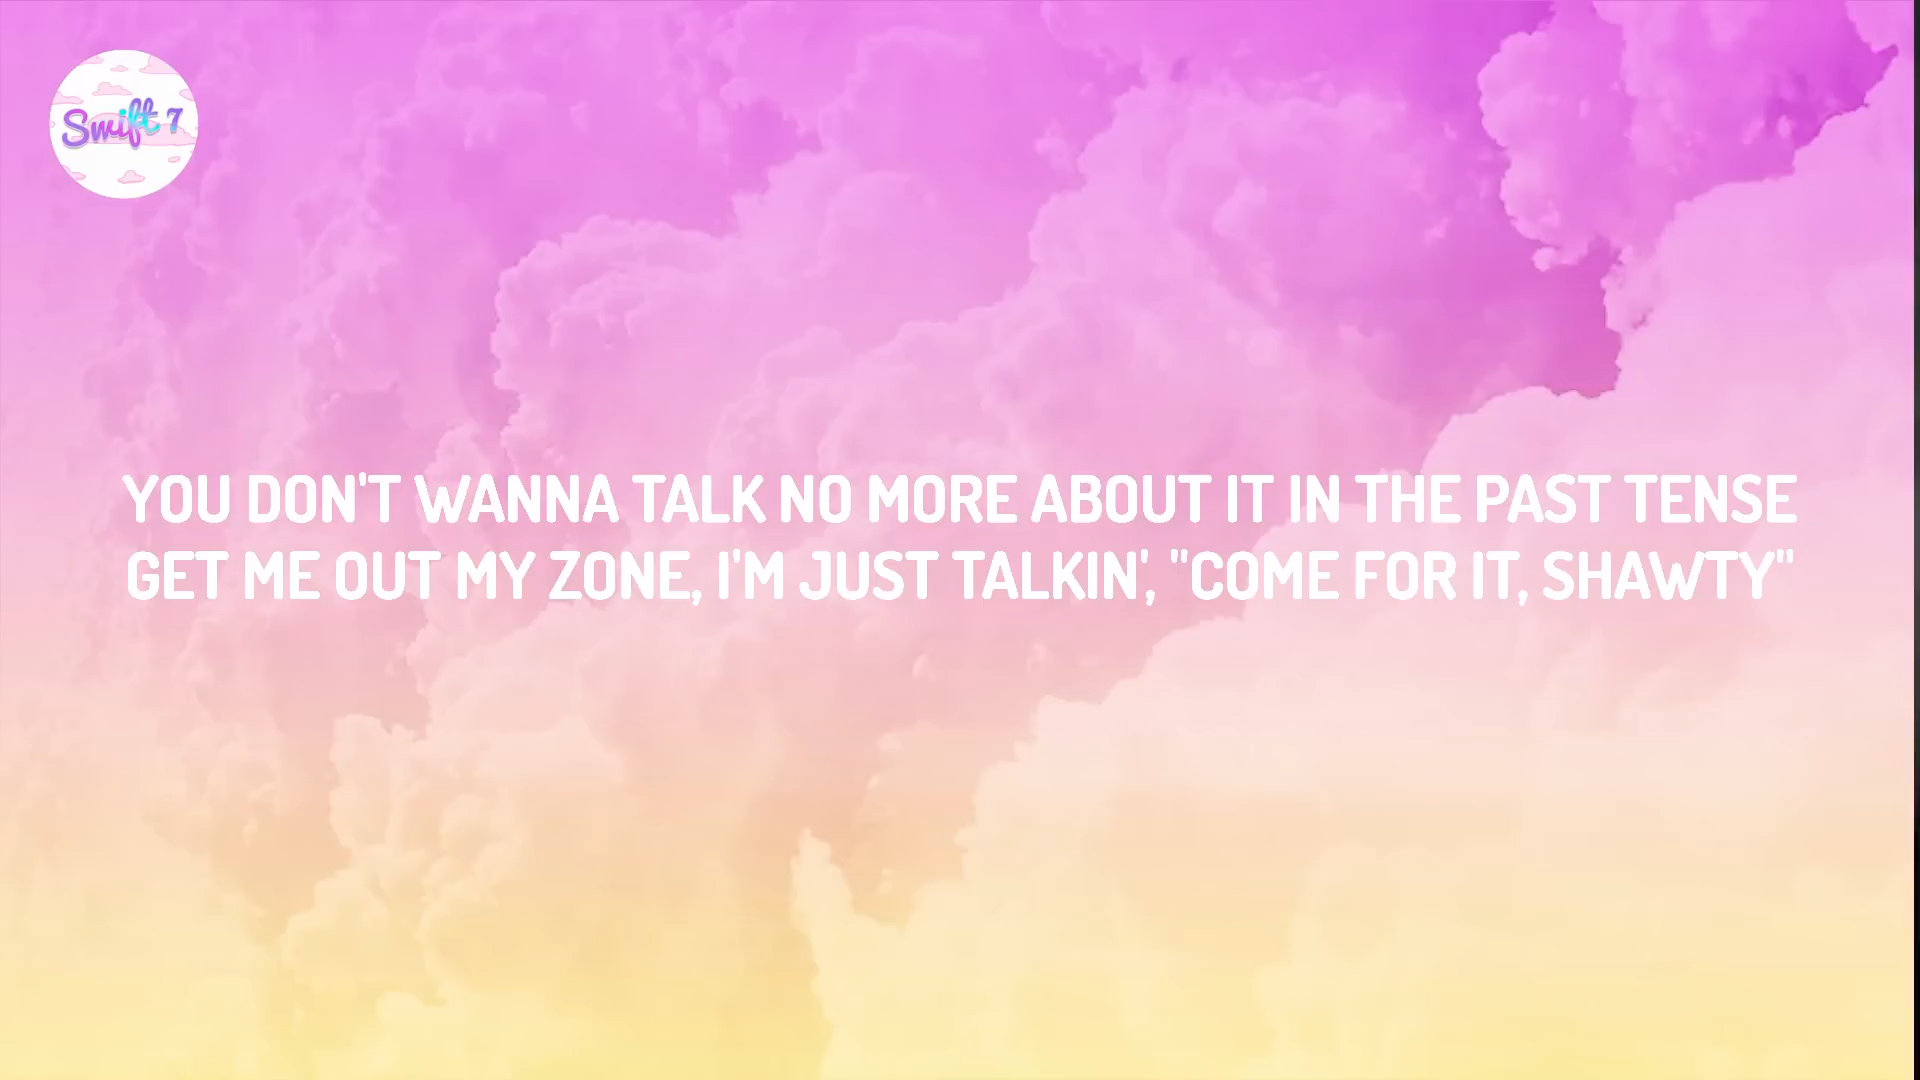 Swift 7
YOU DON'T WANNA TALK NO MORE ABOUT IT IN THE PAST TENSE
GET ME OUT MY ZONE, I'M JUST TALKIN', "COME FOR IT, SHAWTY"